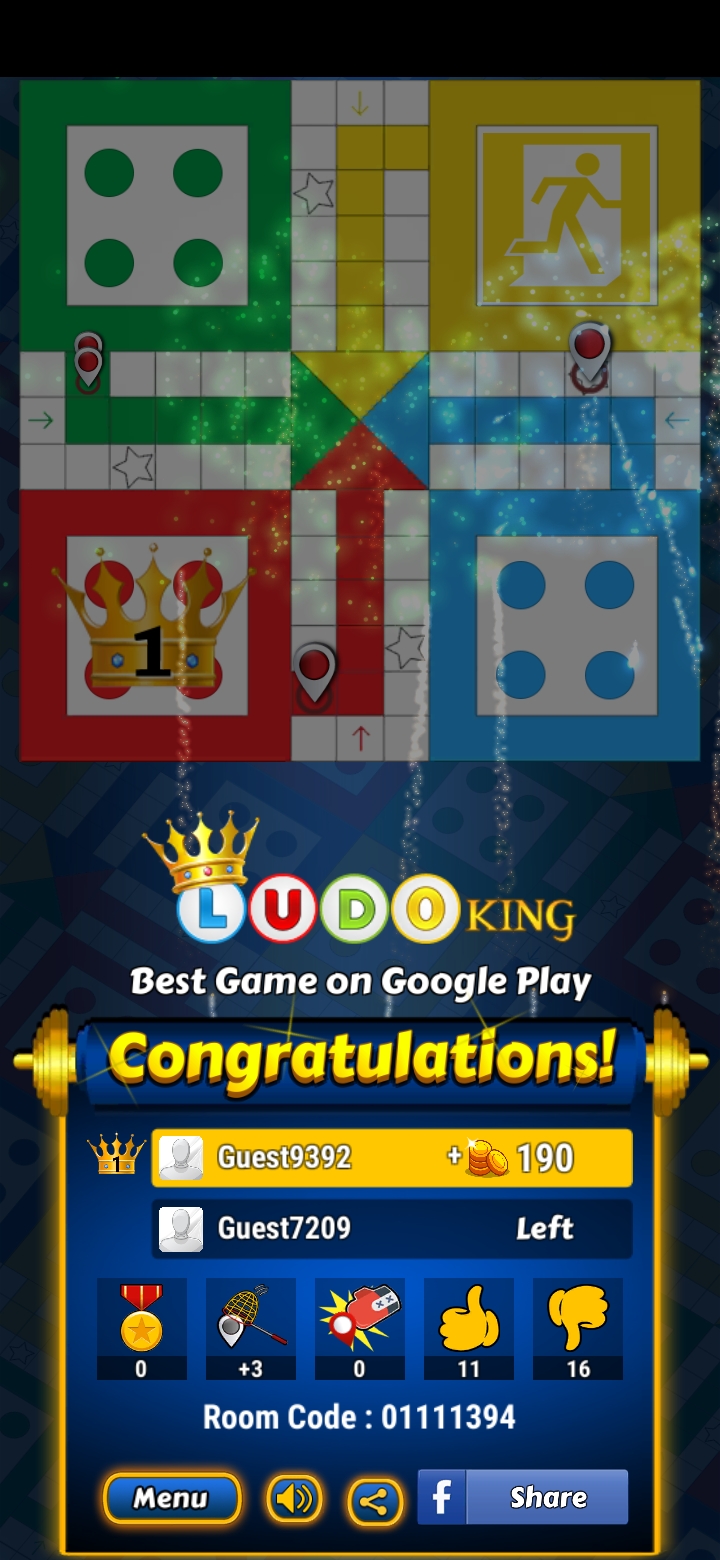 1
LUDO KING
Best Game on Google Play
Congratulations!
1 Guest9392 + 190
Guest7209 Left
0 +3 0 11 16
Room Code : 01111394
Menu f Share